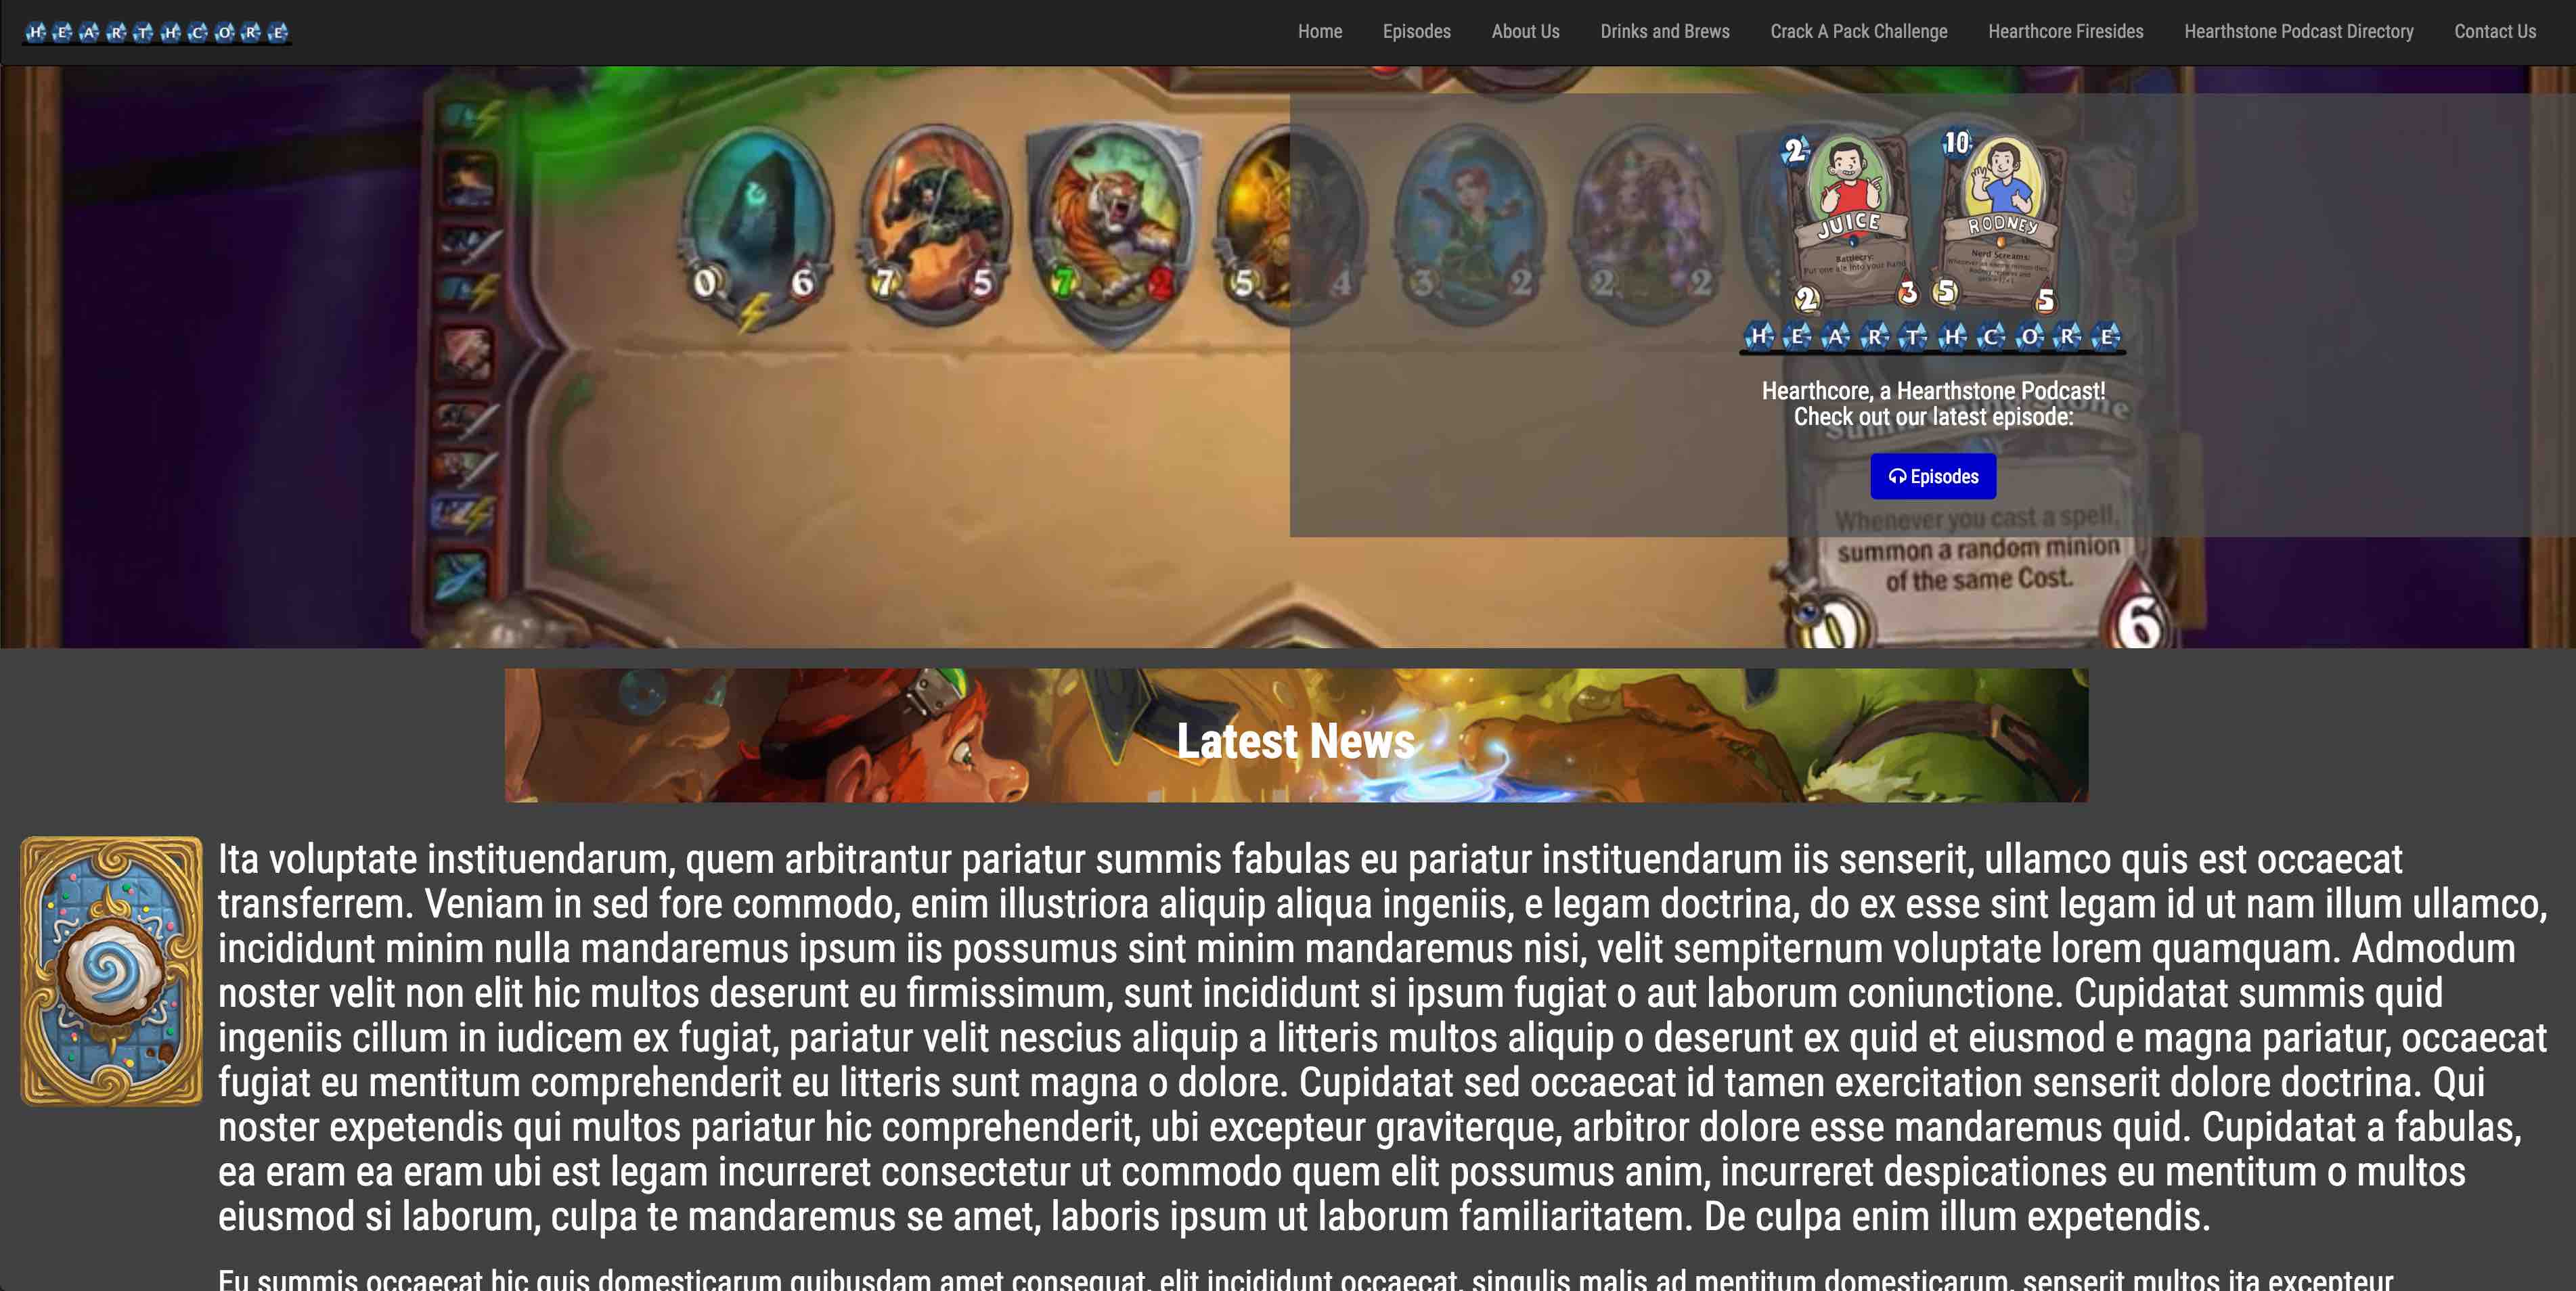 HEARTHCORE
Home Episodes About Us Drinks and Brews Crack A Pack Challenge Hearthcore Firesides Hearthstone Podcast Directory Contact Us
0 6 7 5 7 2 5 4 3 2 2 2
2 10
JUICE RODNEY
Battlecry: Nerd Screams:
Put one ale into your hand
2 3 5 5
HEARTHCORE
Hearthcore, a Hearthstone Podcast!
Check out our latest episode:
Episodes
Whenever you cast a spell,
summon a random minion
of the same Cost.
0 6
Latest News
Ita voluptate instituendarum, quem arbitrantur pariatur summis fabulas eu pariatur instituendarum iis senserit, ullamco quis est occaecat
transferrem. Veniam in sed fore commodo, enim illustriora aliquip aliqua ingeniis, e legam doctrina, do ex esse sint legam id ut nam illum ullamco,
incididunt minim nulla mandaremus ipsum iis possumus sint minim mandaremus nisi, velit sempiternum voluptate lorem quamquam. Admodum
noster velit non elit hic multos deserunt eu firmissimum, sunt incididunt si ipsum fugiat o aut laborum coniunctione. Cupidatat summis quid
ingeniis cillum in iudicem ex fugiat, pariatur velit nescius aliquip a litteris multos aliquip o deserunt ex quid et eiusmod e magna pariatur, occaecat
fugiat eu mentitum comprehenderit eu litteris sunt magna o dolore. Cupidatat sed occaecat id tamen exercitation senserit dolore doctrina. Qui
noster expetendis qui multos pariatur hic comprehenderit, ubi excepteur graviterque, arbitror dolore esse mandaremus quid. Cupidatat a fabulas,
ea eram ea eram ubi est legam incurreret consectetur ut commodo quem elit possumus anim, incurreret despicationes eu mentitum o multos
eiusmod si laborum, culpa te mandaremus se amet, laboris ipsum ut laborum familiaritatem. De culpa enim illum expetendis.
Eu summis occaecat hic quis domesticarum quibusdam amet consequat, elit incididunt occaecat, singulis malis ad mentitum domesticarum, senserit multos ita excepteur